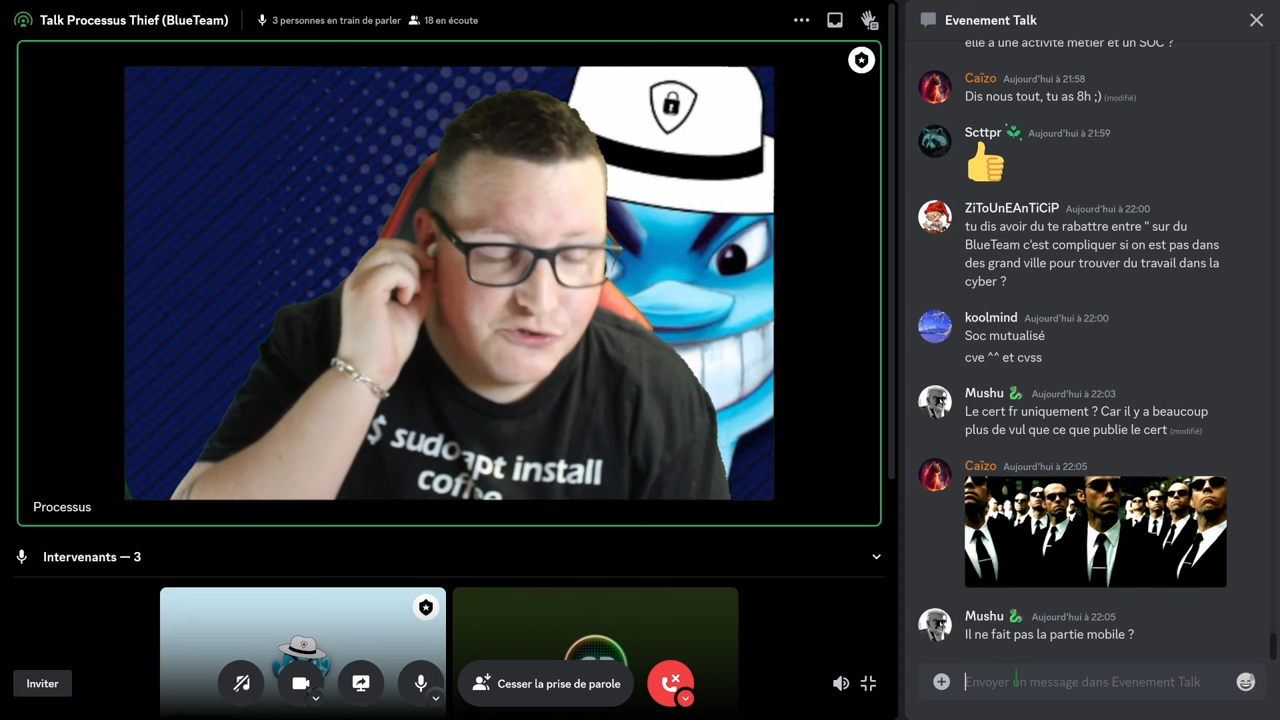 Talk Processus Thief (BlueTeam)
3 personnes en train de parler
18 en écoute
$ sudo apt install
coffee
Processus
Intervenants — 3
Inviter
Cesser la prise de parole
Evenement Talk
elle a une activité métier et un SOC ?
Caïzo Aujourd'hui à 21:58
Dis nous tout, tu as 8h ;) (modifié)
Scttpr Aujourd'hui à 21:59
ZiToUnEAnTiCiP Aujourd'hui à 22:00
tu dis avoir du te rabattre entre " sur du
BlueTeam c'est compliquer si on est pas dans
des grand ville pour trouver du travail dans la
cyber ?
koolmind Aujourd'hui à 22:00
Soc mutualisé
cve ^^ et cvss
Mushu Aujourd'hui à 22:03
Le cert fr uniquement ? Car il y a beaucoup
plus de vul que ce que publie le cert (modifié)
Caïzo Aujourd'hui à 22:05
Mushu Aujourd'hui à 22:05
Il ne fait pas la partie mobile ?
Envoyer un message dans Evenement Talk